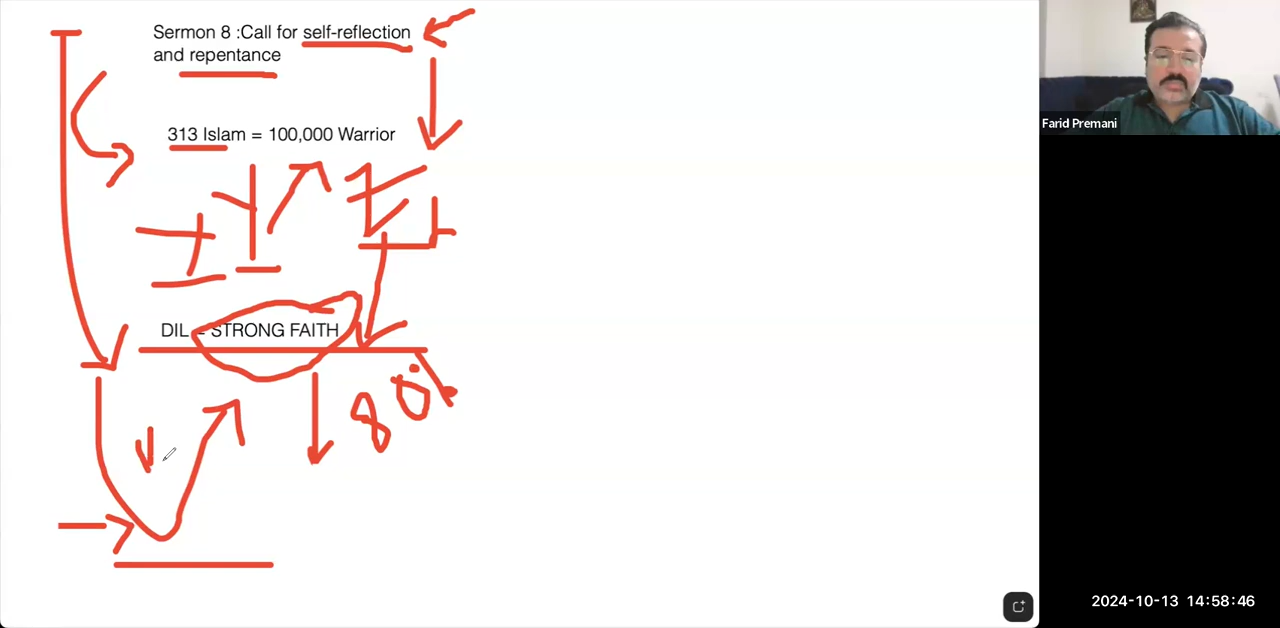 Sermon 8 :Call for self-reflection
and repentance
313 Islam = 100,000 Warrior
DIL = STRONG FAITH
80%
Farid Premani
2024-10-13 14:58:46